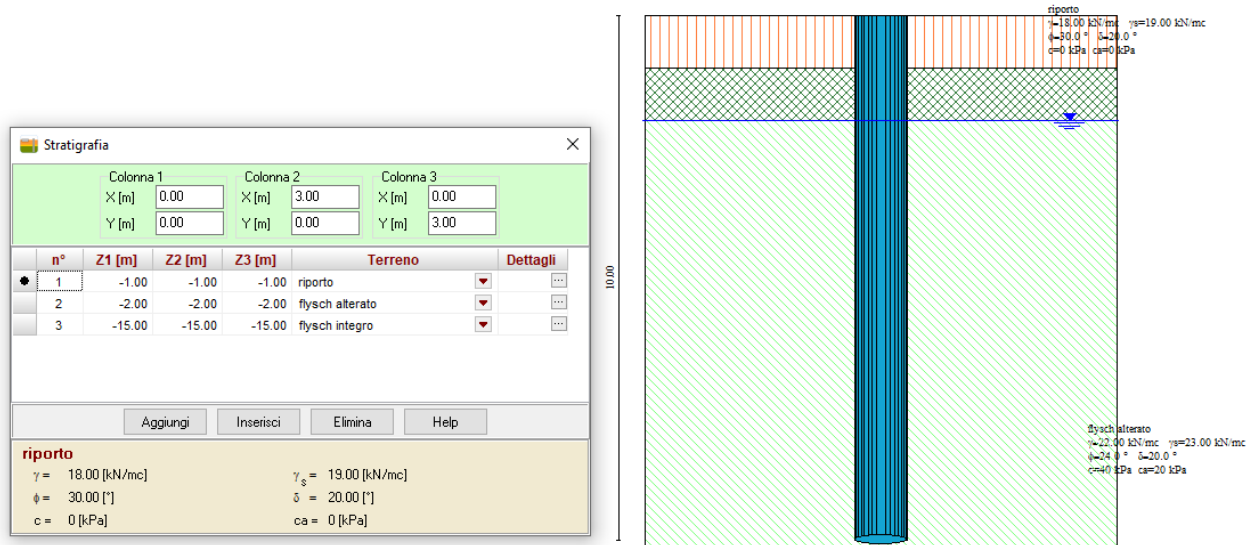 Stratigrafia
Colonna 1 Colonna 2 Colonna 3
X [m] 0.00 X [m] 3.00 X [m] 0.00
Y [m] 0.00 Y [m] 0.00 Y [m] 3.00
n° Z1 [m] Z2 [m] Z3 [m] Terreno Dettagli
1 -1.00 -1.00 -1.00 riporto ...
2 -2.00 -2.00 -2.00 flysch alterato ...
3 -15.00 -15.00 -15.00 flysch integro ...
Aggiungi Inserisci Elimina Help
riporto
γ = 18.00 [kN/mc] γs = 19.00 [kN/mc]
ϕ = 30.00 [°] δ = 20.00 [°]
c = 0 [kPa] ca = 0 [kPa]
10.00
riporto
γ=18.00 kN/mc γs=19.00 kN/mc
ϕ=30.0 ° δ=20.0 °
c=0 kPa ca=0 kPa
flysch alterato
γ=22.00 kN/mc γs=23.00 kN/mc
ϕ=24.0 ° δ=20.0 °
c=40 kPa ca=20 kPa